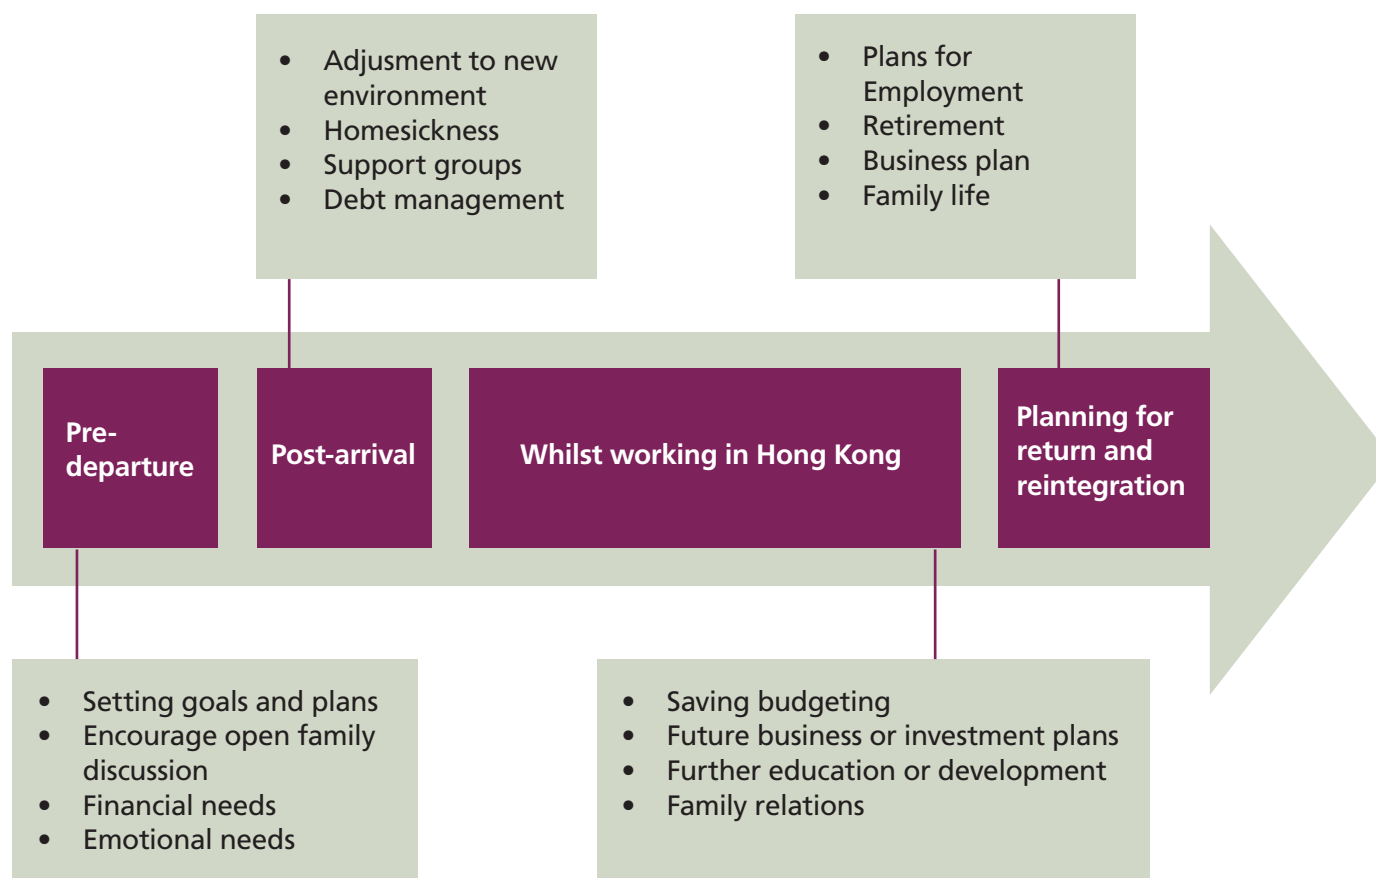 • Adjusment to new
environment
• Homesickness
• Support groups
• Debt management
• Plans for
Employment
• Retirement
• Business plan
• Family life
Pre-
departure
Post-arrival
Whilst working in Hong Kong
Planning for
return and
reintegration
• Setting goals and plans
• Encourage open family
discussion
• Financial needs
• Emotional needs
• Saving budgeting
• Future business or investment plans
• Further education or development
• Family relations